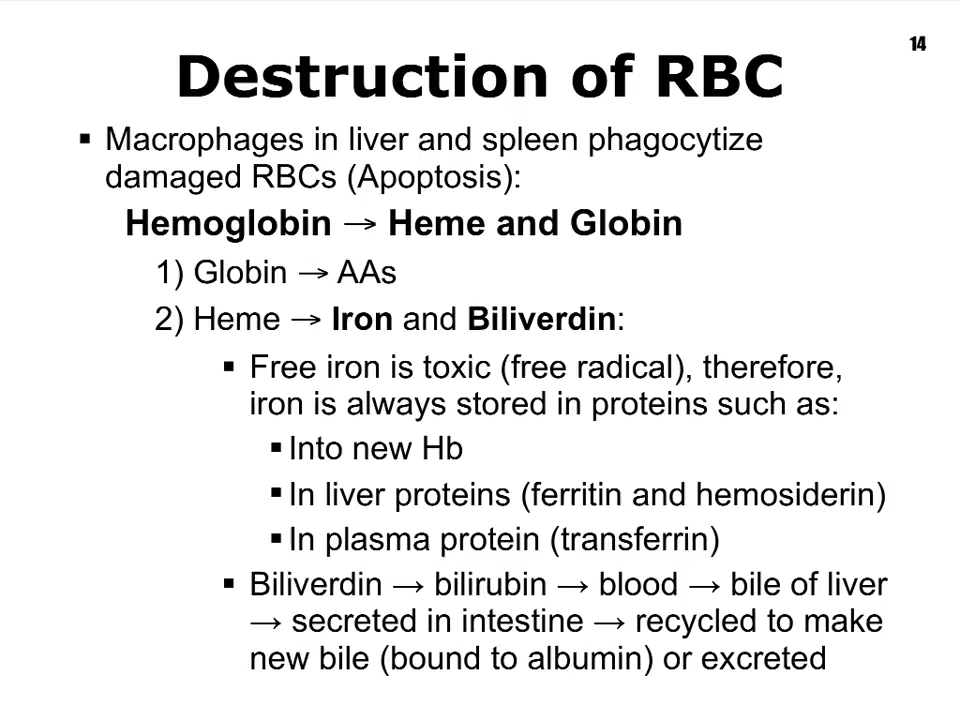 14
Destruction of RBC
▪ Macrophages in liver and spleen phagocytize
damaged RBCs (Apoptosis):
Hemoglobin → Heme and Globin
1) Globin → AAs
2) Heme → Iron and Biliverdin:
▪ Free iron is toxic (free radical), therefore,
iron is always stored in proteins such as:
▪ Into new Hb
▪ In liver proteins (ferritin and hemosiderin)
▪ In plasma protein (transferrin)
▪ Biliverdin → bilirubin → blood → bile of liver
→ secreted in intestine → recycled to make
new bile (bound to albumin) or excreted